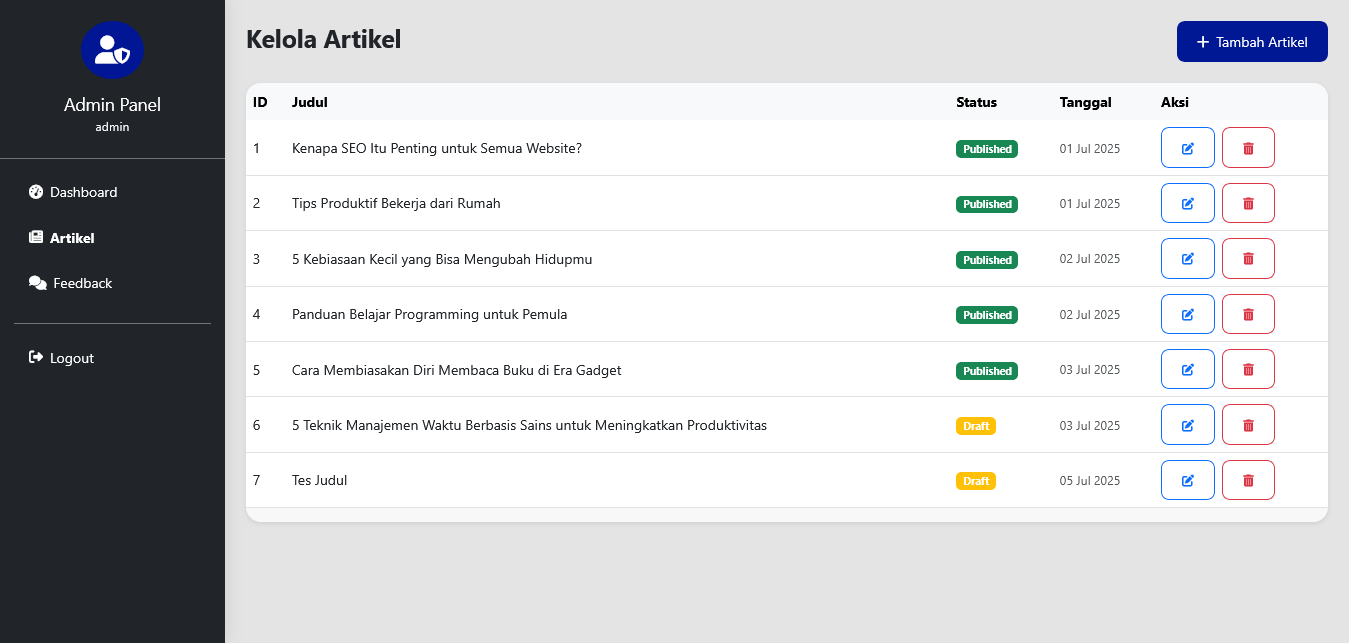 Admin Panel
admin
Dashboard
Artikel
Feedback
Logout
Kelola Artikel
Tambah Artikel
ID Judul Status Tanggal Aksi
1 Kenapa SEO Itu Penting untuk Semua Website? Published 01 Jul 2025
2 Tips Produktif Bekerja dari Rumah Published 01 Jul 2025
3 5 Kebiasaan Kecil yang Bisa Mengubah Hidupmu Published 02 Jul 2025
4 Panduan Belajar Programming untuk Pemula Published 02 Jul 2025
5 Cara Membiasakan Diri Membaca Buku di Era Gadget Published 03 Jul 2025
6 5 Teknik Manajemen Waktu Berbasis Sains untuk Meningkatkan Produktivitas Draft 03 Jul 2025
7 Tes Judul Draft 05 Jul 2025